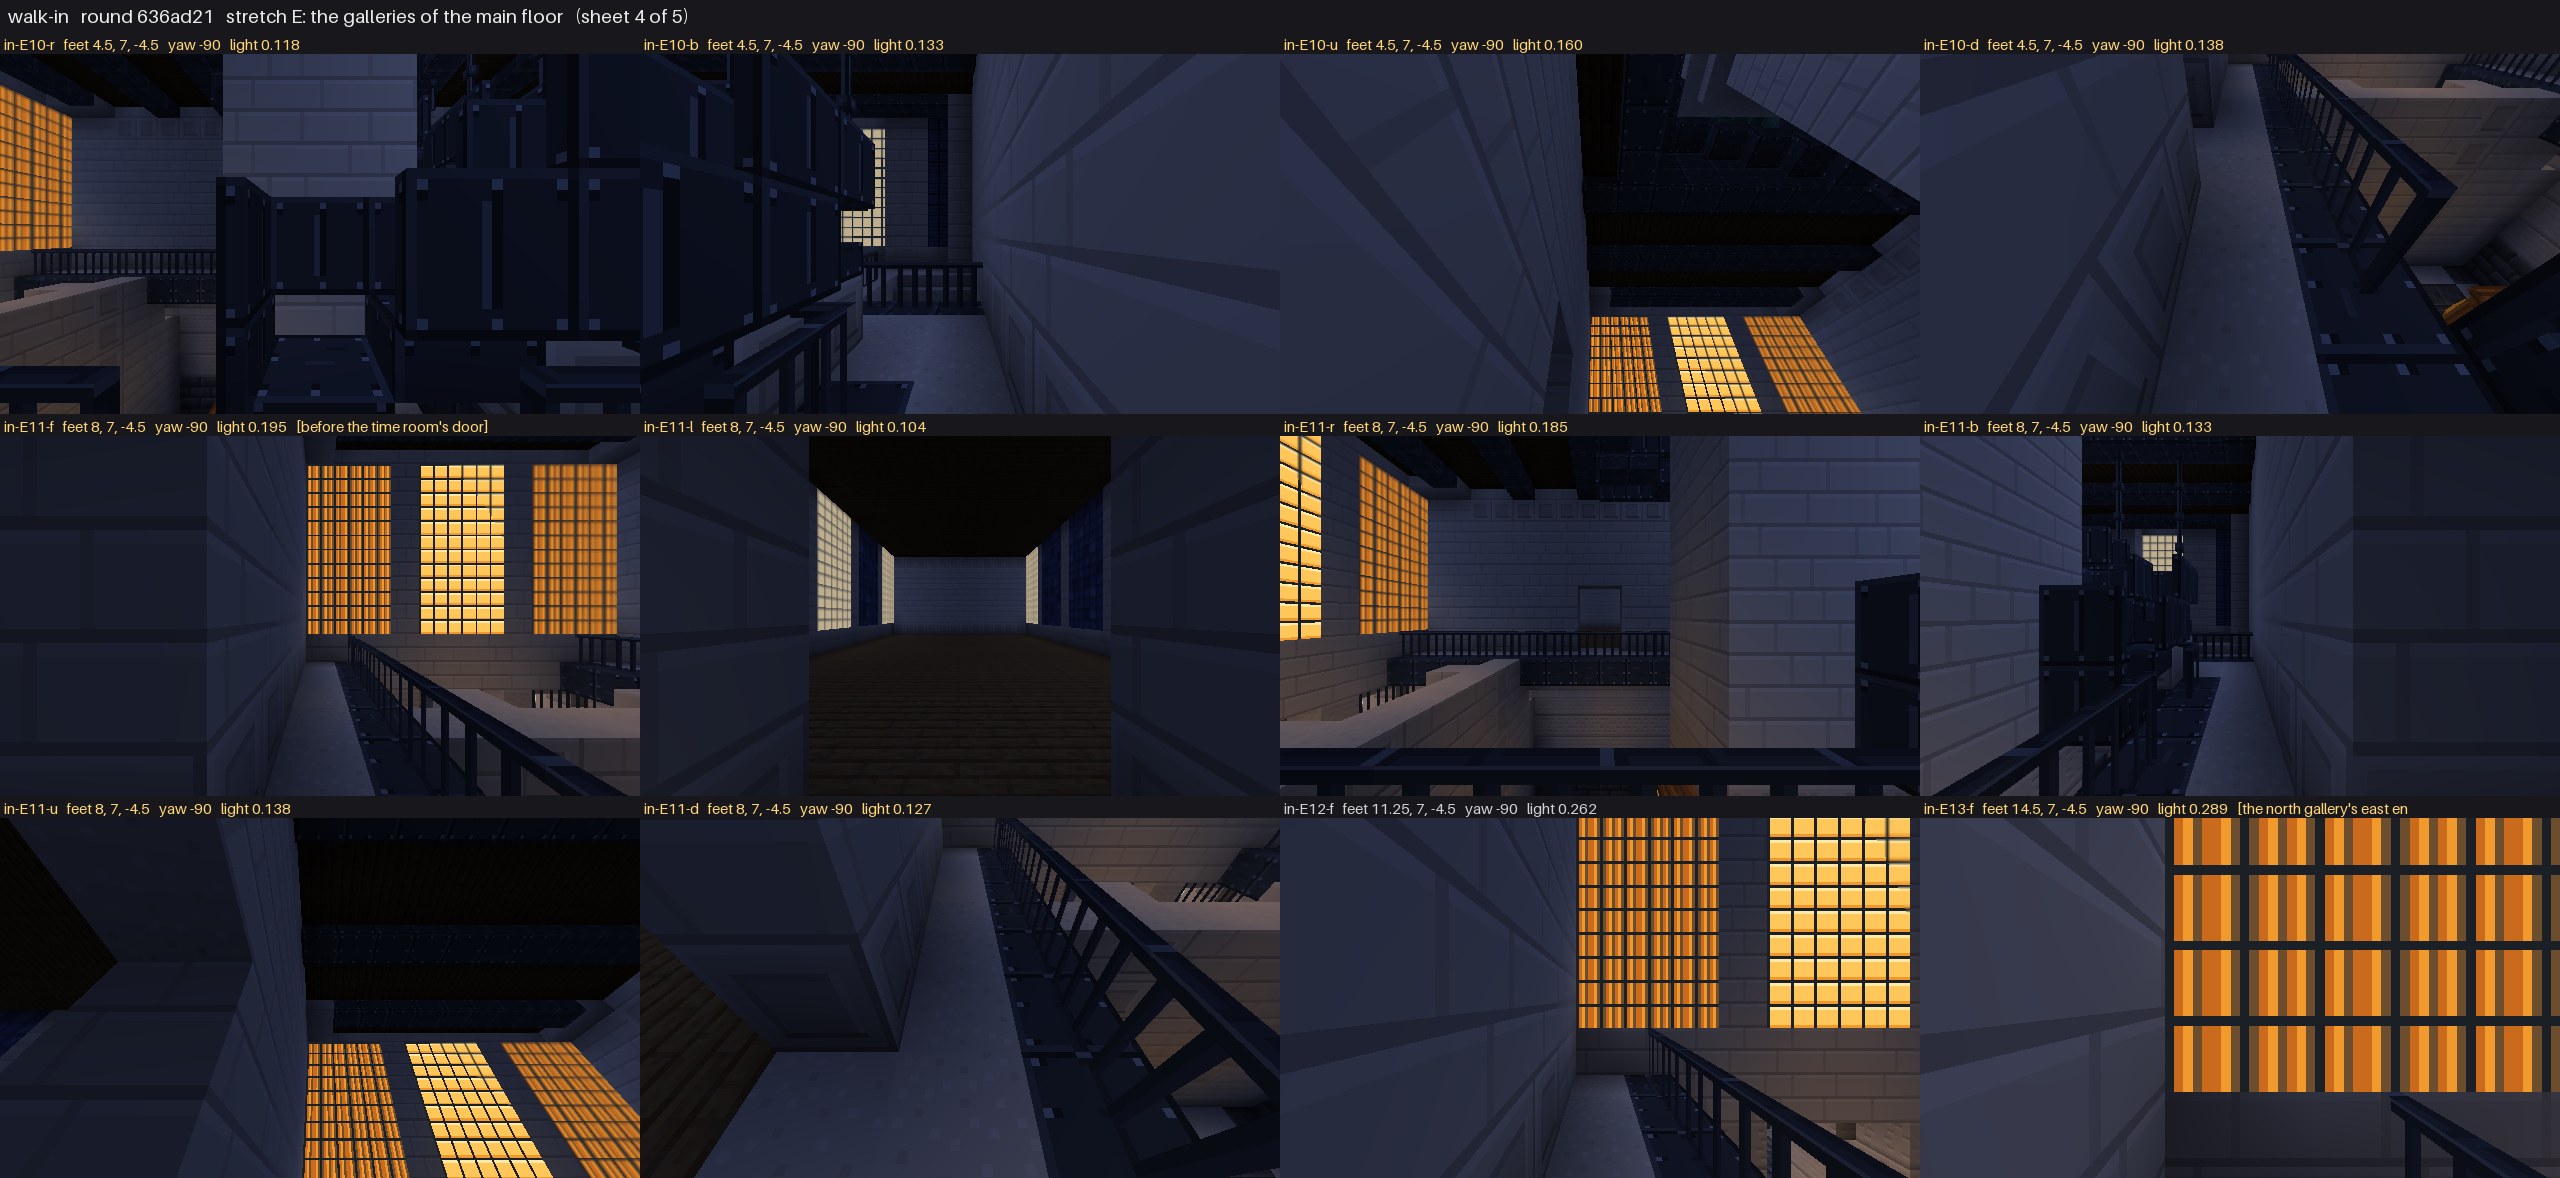 walk-in round 636ad21 stretch E: the galleries of the main floor (sheet 4 of 5)
in-E10-r feet 4.5, 7, -4.5 yaw -90 light 0.118
in-E10-b feet 4.5, 7, -4.5 yaw -90 light 0.133
in-E10-u feet 4.5, 7, -4.5 yaw -90 light 0.160
in-E10-d feet 4.5, 7, -4.5 yaw -90 light 0.138
in-E11-f feet 8, 7, -4.5 yaw -90 light 0.195 [before the time room's door]
in-E11-l feet 8, 7, -4.5 yaw -90 light 0.104
in-E11-r feet 8, 7, -4.5 yaw -90 light 0.185
in-E11-b feet 8, 7, -4.5 yaw -90 light 0.133
in-E11-u feet 8, 7, -4.5 yaw -90 light 0.138
in-E11-d feet 8, 7, -4.5 yaw -90 light 0.127
in-E12-f feet 11.25, 7, -4.5 yaw -90 light 0.262
in-E13-f feet 14.5, 7, -4.5 yaw -90 light 0.289 [the north gallery's east en